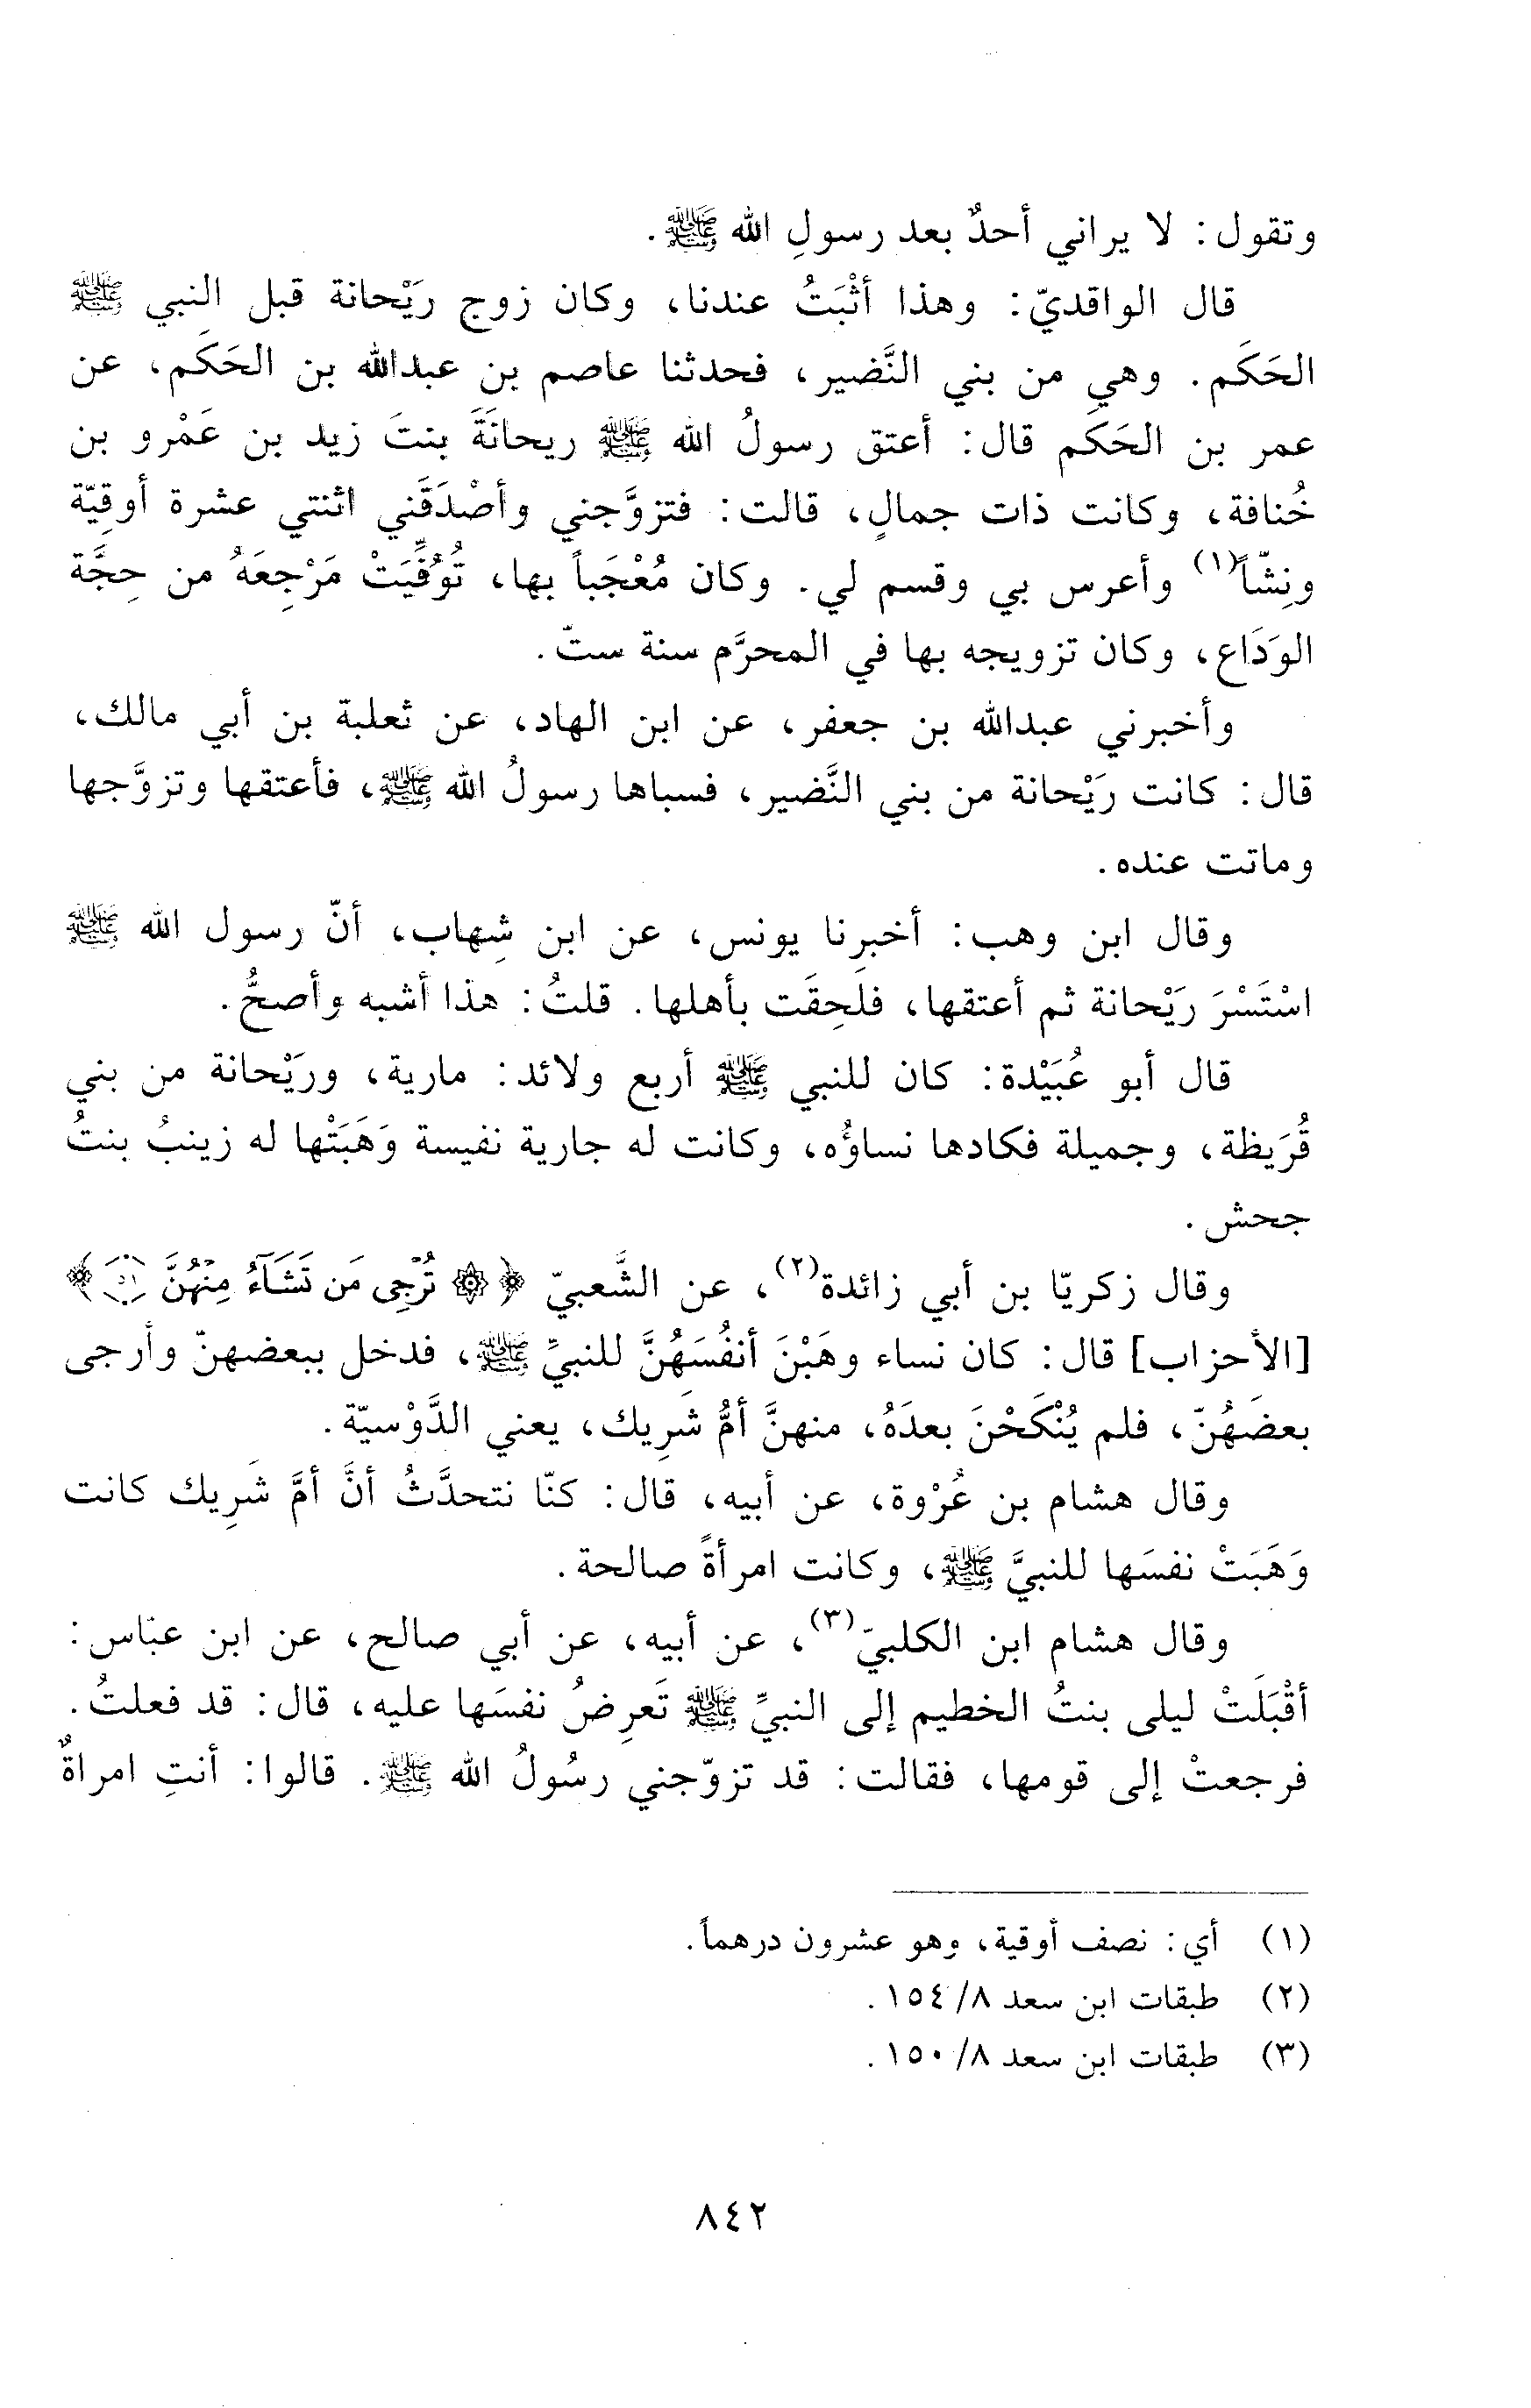 وتقول: لا يراني أحدٌ بعد رسولِ الله ﷺ.
قال الواقديّ: وهذا أثْبَتُ عندنا، وكان زوج رَيْحانة قبل النبي ﷺ
الحَكَم. وهي من بني النَّضير، فحدثنا عاصم بن عبدالله بن الحَكَم، عن
عمر بن الحَكَم قال: أعتق رسولُ الله ﷺ ريحانَةَ بنتَ زيد بن عَمْرو بن
خُنافة، وكانت ذات جمالٍ، قالت: فتزوَّجني وأصْدَقَني اثنتي عشرة أوقِيّة
ونِشّاً(١) وأعرس بي وقسم لي. وكان مُعْجَباً بها، تُوُفِّيَتْ مَرْجِعَهُ من حِجَّة
الوَدَاع، وكان تزويجه بها في المحرَّم سنة ستّ.
وأخبرني عبدالله بن جعفر، عن ابن الهاد، عن ثعلبة بن أبي مالك،
قال: كانت رَيْحانة من بني النَّضير، فسباها رسولُ الله ﷺ، فأعتقها وتزوَّجها
وماتت عنده.
وقال ابن وهب: أخبرنا يونس، عن ابن شِهاب، أنّ رسول الله ﷺ
اسْتَسْرَ رَيْحانة ثم أعتقها، فلَحِقَت بأهلها. قلتُ: هذا أشبه وأصحُّ.
قال أبو عُبَيْدة: كان للنبي ﷺ أربع ولائد: مارية، ورَيْحانة من بني
قُرَيظة، وجميلة فكادها نساؤُه، وكانت له جارية نفيسة وَهَبَتْها له زينبُ بنتُ
جحش.
وقال زكريّا بن أبي زائدة(٢)، عن الشَّعبيّ ﴿۞ تُرْجِى مَن تَشَآءُ مِنْهُنَّ ۝٥١﴾
[الأحزاب] قال: كان نساء وهَبْنَ أنفُسَهُنَّ للنبيِّ ﷺ، فدخل ببعضهنّ وأرجى
بعضَهُنّ، فلم يُنْكَحْنَ بعدَهُ، منهنَّ أمُّ شَرِيك، يعني الدَّوْسيّة.
وقال هشام بن عُرْوة، عن أبيه، قال: كنّا نتحدَّثُ أنَّ أمَّ شَرِيك كانت
وَهَبَتْ نفسَها للنبيَّ ﷺ، وكانت امرأةً صالحة.
وقال هشام ابن الكلبيّ(٣)، عن أبيه، عن أبي صالح، عن ابن عبّاس:
أقْبَلَتْ ليلى بنتُ الخطيم إلى النبيِّ ﷺ تَعرِضُ نفسَها عليه، قال: قد فعلتُ.
فرجعتْ إلى قومها، فقالت: قد تزوّجني رسُولُ الله ﷺ. قالوا: أنتِ امراةٌ
(١) أي: نصف أوقية، وهو عشرون درهماً.
(٢) طبقات ابن سعد ٨/ ١٥٤.
(٣) طبقات ابن سعد ٨/ ١٥٠.
٨٤٢